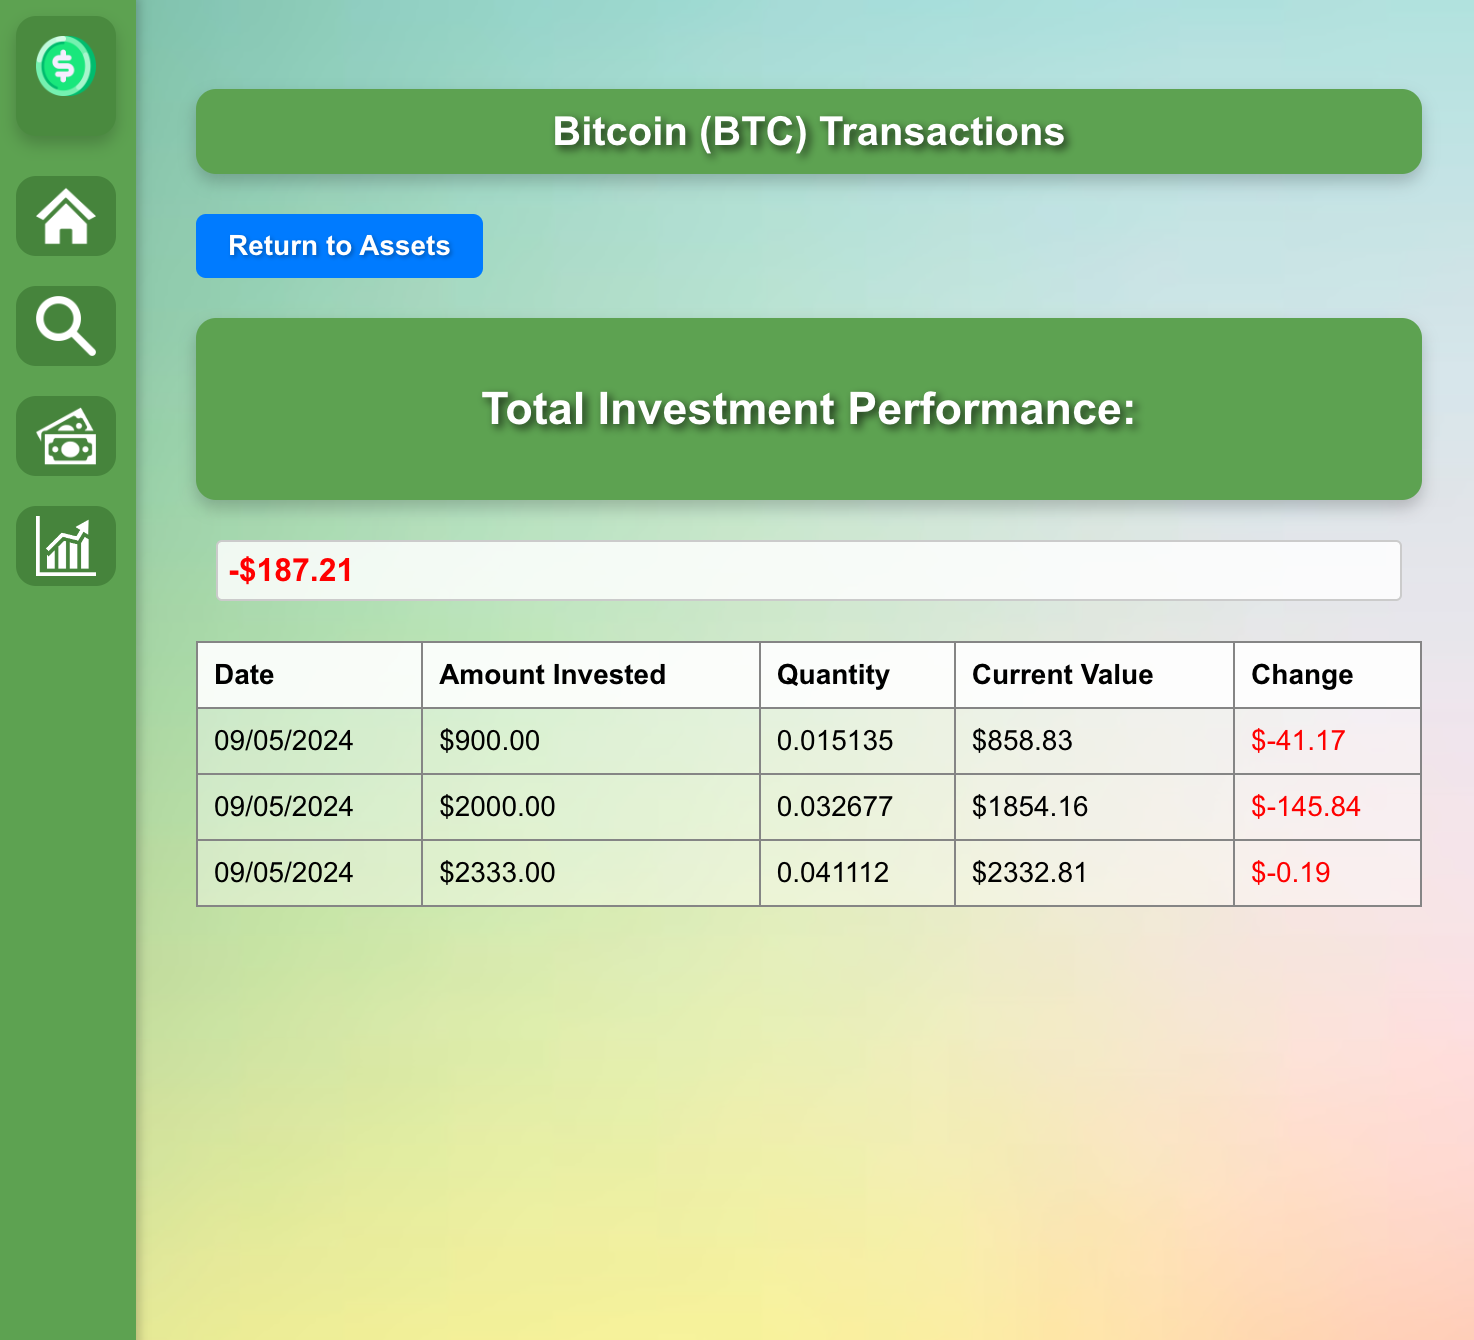 $
Bitcoin (BTC) Transactions
Return to Assets
Total Investment Performance:
-$187.21
Date Amount Invested Quantity Current Value Change
09/05/2024 $900.00 0.015135 $858.83 $-41.17
09/05/2024 $2000.00 0.032677 $1854.16 $-145.84
09/05/2024 $2333.00 0.041112 $2332.81 $-0.19